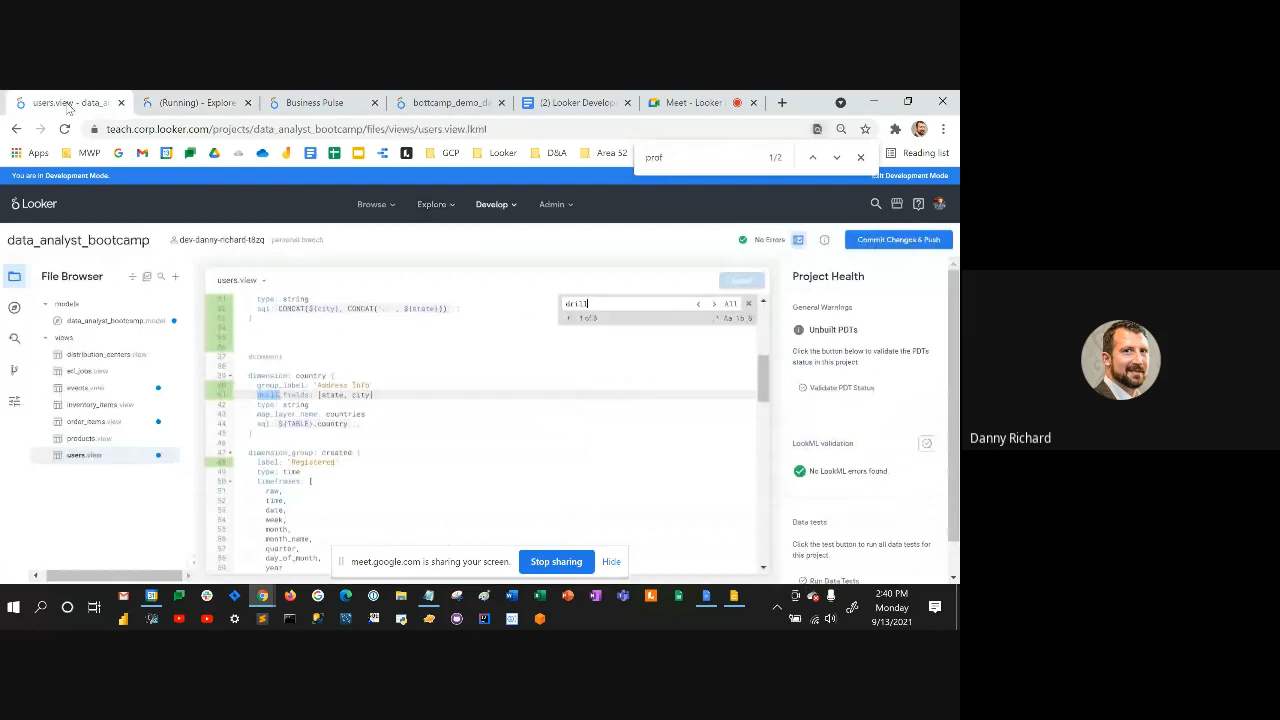 users.view - data_a
(Running) - Explore
Business Pulse
bottcamp_demo_da
(2) Looker Develop
Meet - Looker
teach.corp.looker.com/projects/data_analyst_bootcamp/files/views/users.view.lkml
Apps
MWP
GCP
Looker
D&A
Area 52
Reading list
prof
1/2
You are in Development Mode.
Exit Development Mode
Looker
Browse
Explore
Develop
Admin
data_analyst_bootcamp
dev-danny-richard-t8zq
personal branch
No Errors
Commit Changes & Push
File Browser
models
data_analyst_bootcamp.model
views
distribution_centers.view
etl_jobs.view
events.view
inventory_items.view
order_items.view
products.view
users.view
users.view
drill
All
1 of 3
type: string
}
dimension: country {
group_label: "Address Info"
drill_fields: [state, city]
type: string
map_layer_name: countries
sql: ${TABLE}.country ;;
}
dimension_group: created {
label: "Registered"
type: time
timeframes: [
raw,
time,
date,
week,
month,
month_name,
quarter,
day_of_month,
year
Project Health
General Warnings
Unbuilt PDTs
Click the button below to validate the PDTs
status in this project
Validate PDT Status
LookML validation
No LookML errors found.
Data tests
Click the test button to run all data tests for
this project.
Run Data Tests
meet.google.com is sharing your screen.
Stop sharing
Hide
2:40 PM
Monday
9/13/2021
Danny Richard